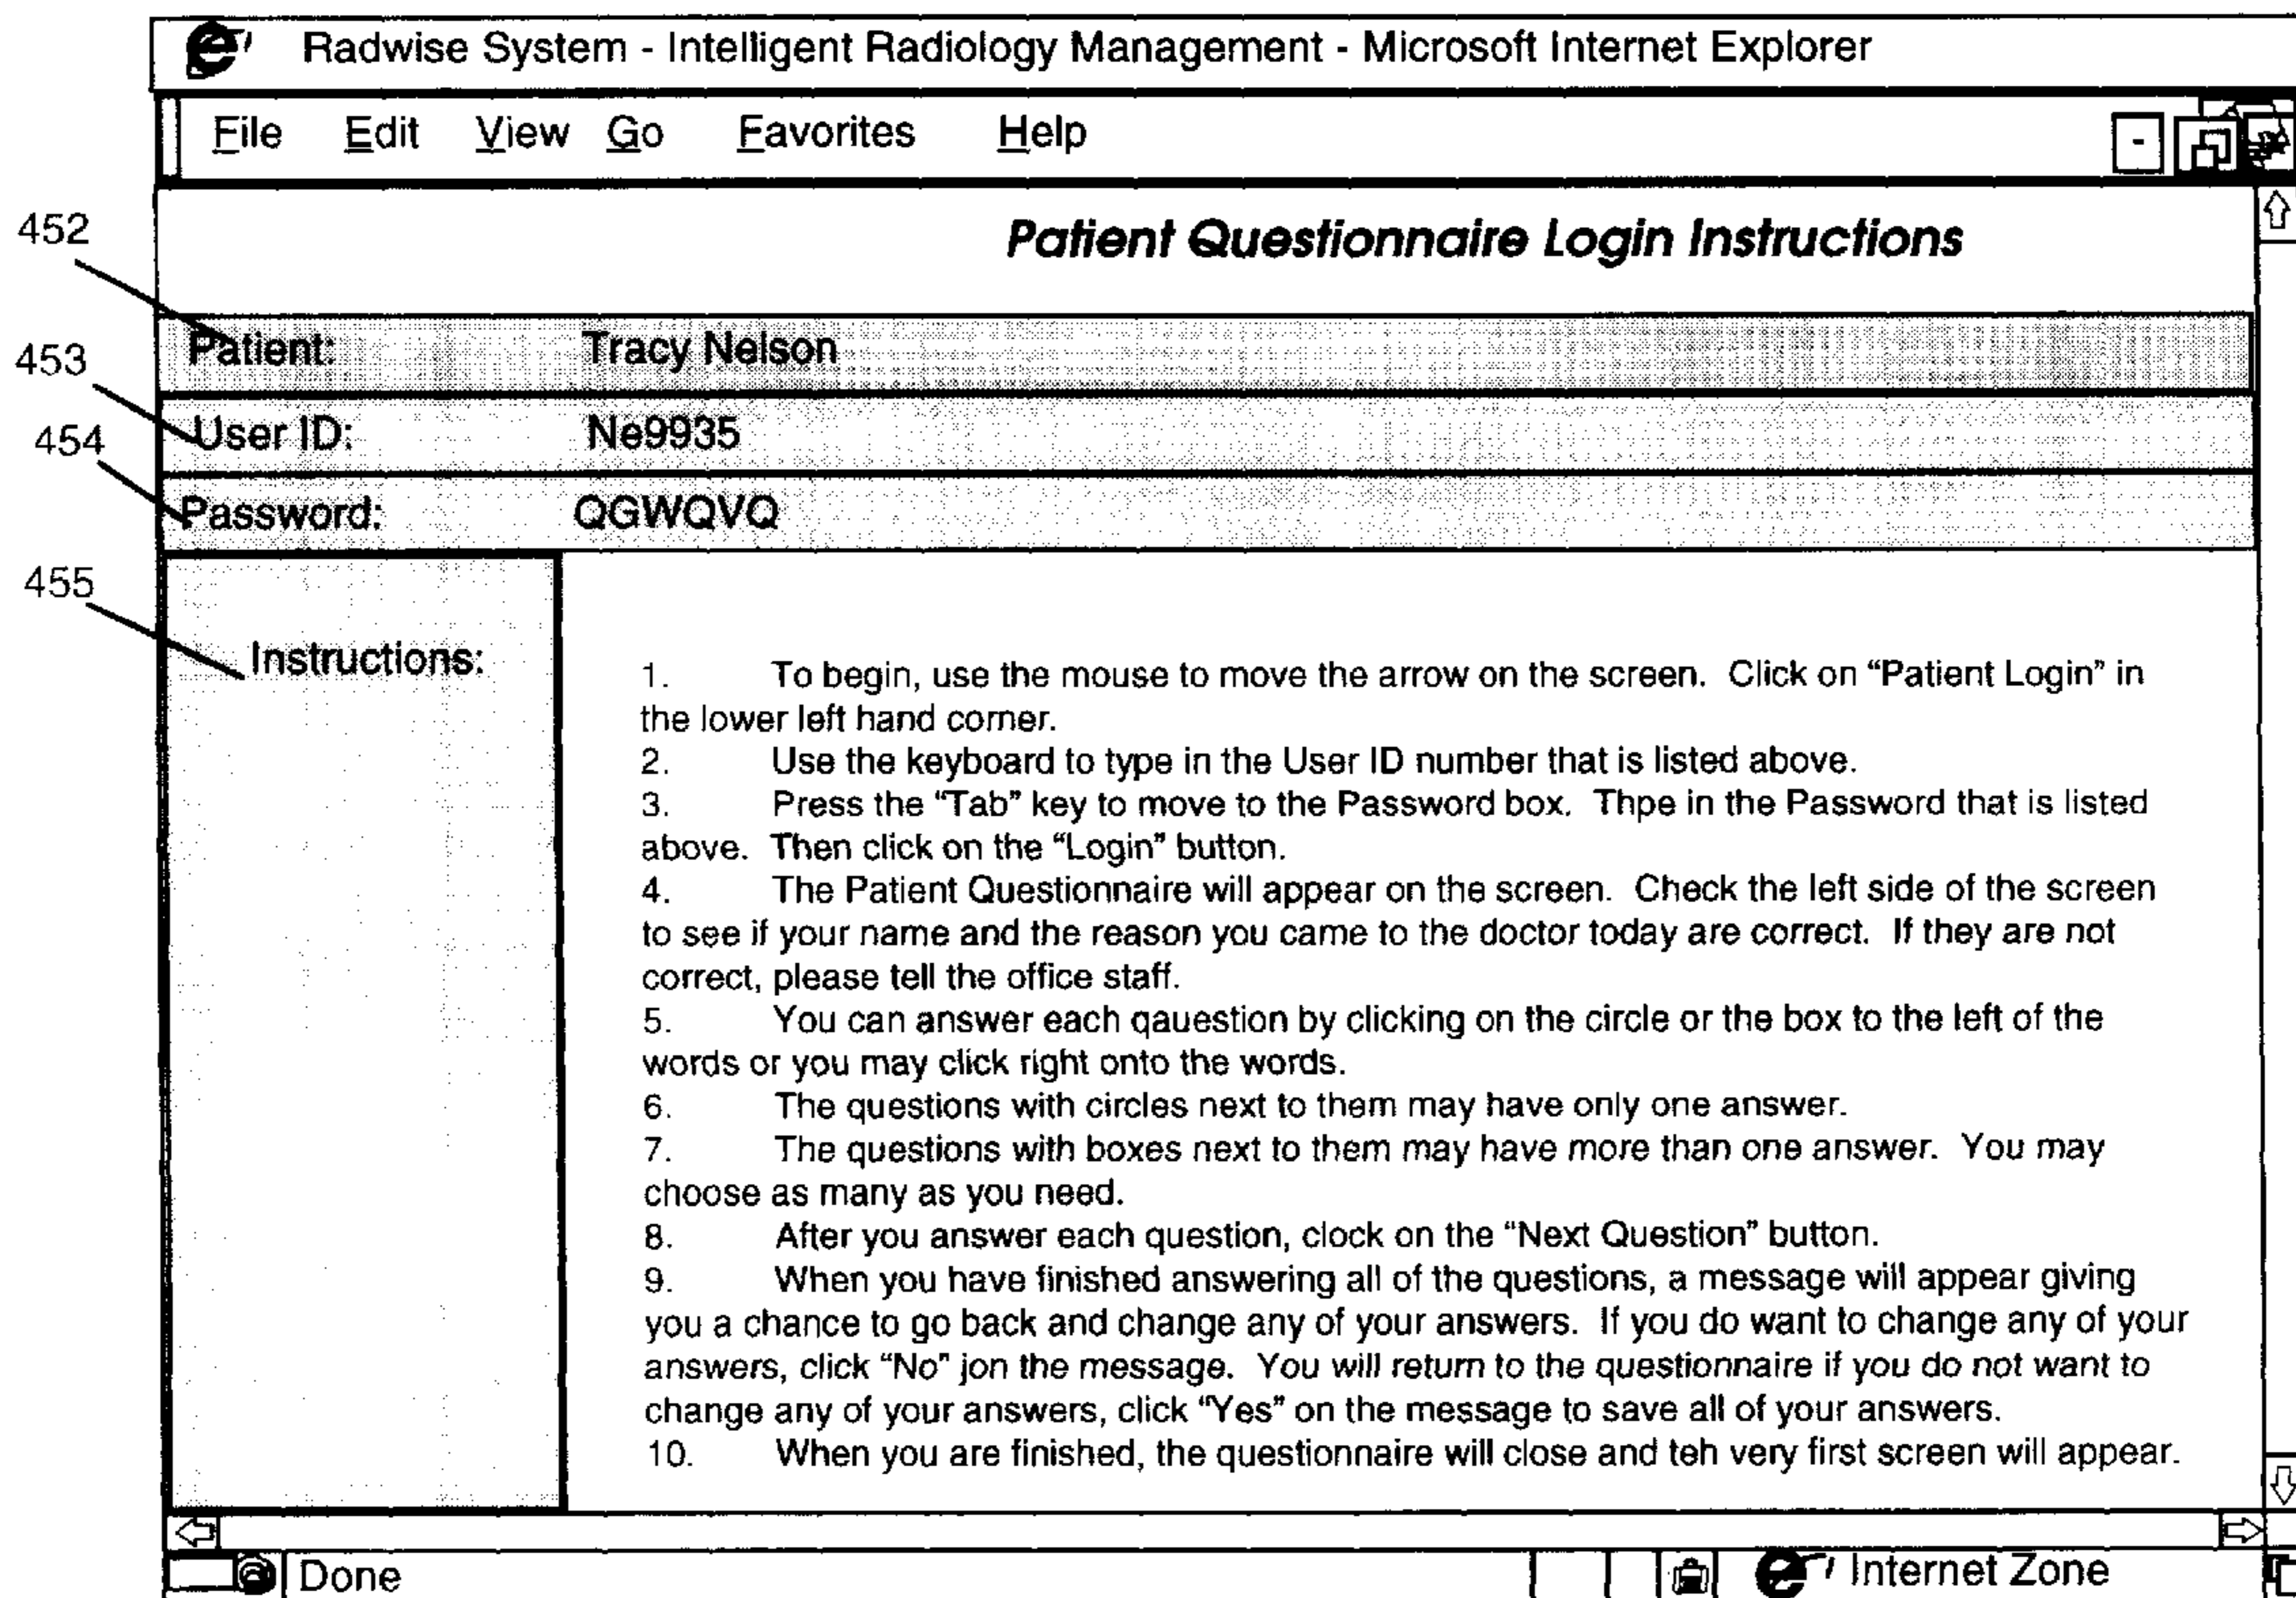 Radwise System - Intelligent Radiology Management - Microsoft Internet Explorer
File Edit View Go Favorites Help
452
Patient Questionnaire Login Instructions
453
Patient: Tracy Nelson
454
User ID: Ne9935
Password: QGWQVQ
455
Instructions:
1. To begin, use the mouse to move the arrow on the screen. Click on “Patient Login” in
the lower left hand corner.
2. Use the keyboard to type in the User ID number that is listed above.
3. Press the “Tab” key to move to the Password box. Thpe in the Password that is listed
above. Then click on the “Login” button.
4. The Patient Questionnaire will appear on the screen. Check the left side of the screen
to see if your name and the reason you came to the doctor today are correct. If they are not
correct, please tell the office staff.
5. You can answer each qauestion by clicking on the circle or the box to the left of the
words or you may click right onto the words.
6. The questions with circles next to them may have only one answer.
7. The questions with boxes next to them may have more than one answer. You may
choose as many as you need.
8. After you answer each question, clock on the “Next Question” button.
9. When you have finished answering all of the questions, a message will appear giving
you a chance to go back and change any of your answers. If you do want to change any of your
answers, click “No” jon the message. You will return to the questionnaire if you do not want to
change any of your answers, click “Yes” on the message to save all of your answers.
10. When you are finished, the questionnaire will close and teh very first screen will appear.
Done Internet Zone